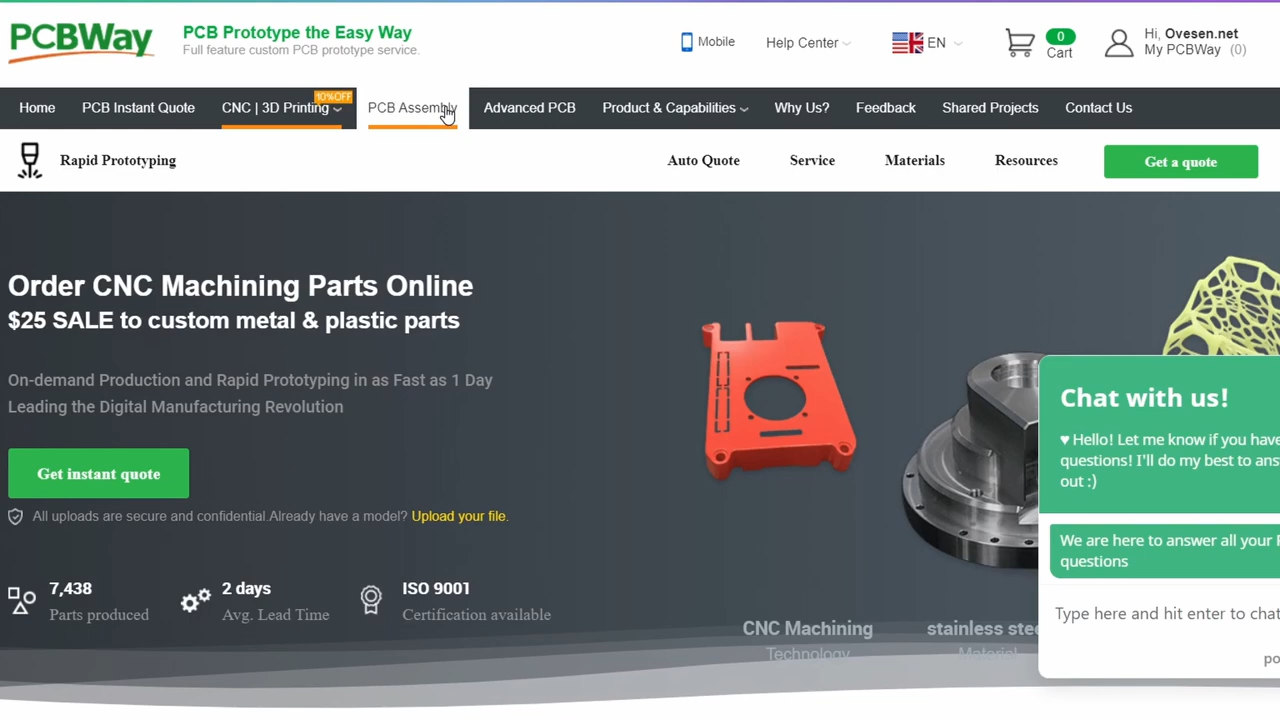 PCBWay
PCB Prototype the Easy Way
Full feature custom PCB prototype service.
Mobile
Help Center
EN
0
Cart
Hi, Ovesen.net
My PCBWay (0)
Home
PCB Instant Quote
CNC | 3D Printing
10%OFF
PCB Assembly
Advanced PCB
Product & Capabilities
Why Us?
Feedback
Shared Projects
Contact Us
Rapid Prototyping
Auto Quote
Service
Materials
Resources
Get a quote
Order CNC Machining Parts Online
$25 SALE to custom metal & plastic parts
On-demand Production and Rapid Prototyping in as Fast as 1 Day
Leading the Digital Manufacturing Revolution
Get instant quote
All uploads are secure and confidential.Already have a model? Upload your file.
7,438
Parts produced
2 days
Avg. Lead Time
ISO 9001
Certification available
CNC Machining
Technology
stainless stee
Material
Chat with us!
♥ Hello! Let me know if you have
questions! I'll do my best to ans
out :)
We are here to answer all your
questions
Type here and hit enter to chat
po